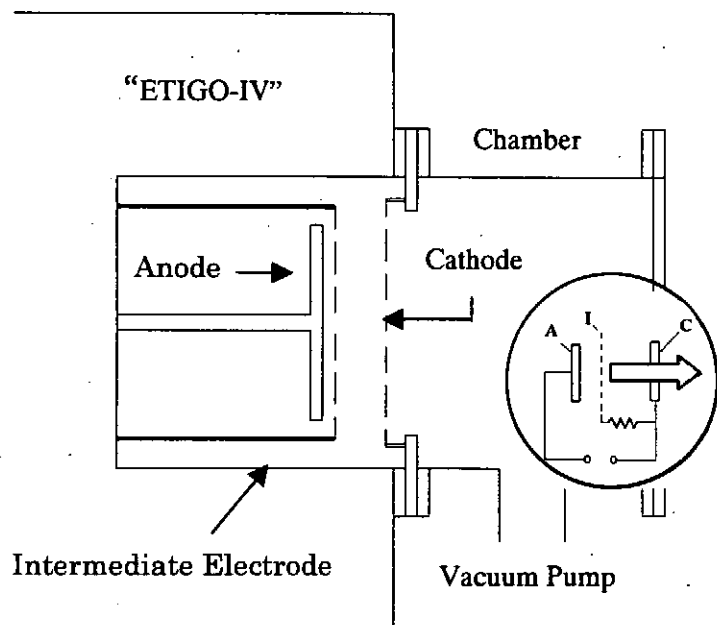 “ETIGO-IV”
Chamber
Anode
Cathode
A
I
C
Intermediate Electrode
Vacuum Pump